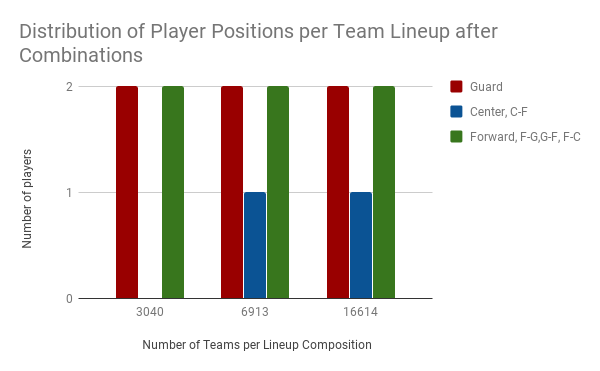 Distribution of Player Positions per Team Lineup after
Combinations
2
1
0
Number of players
3040
6913
16614
Number of Teams per Lineup Composition
Guard
Center, C-F
Forward, F-G,G-F, F-C